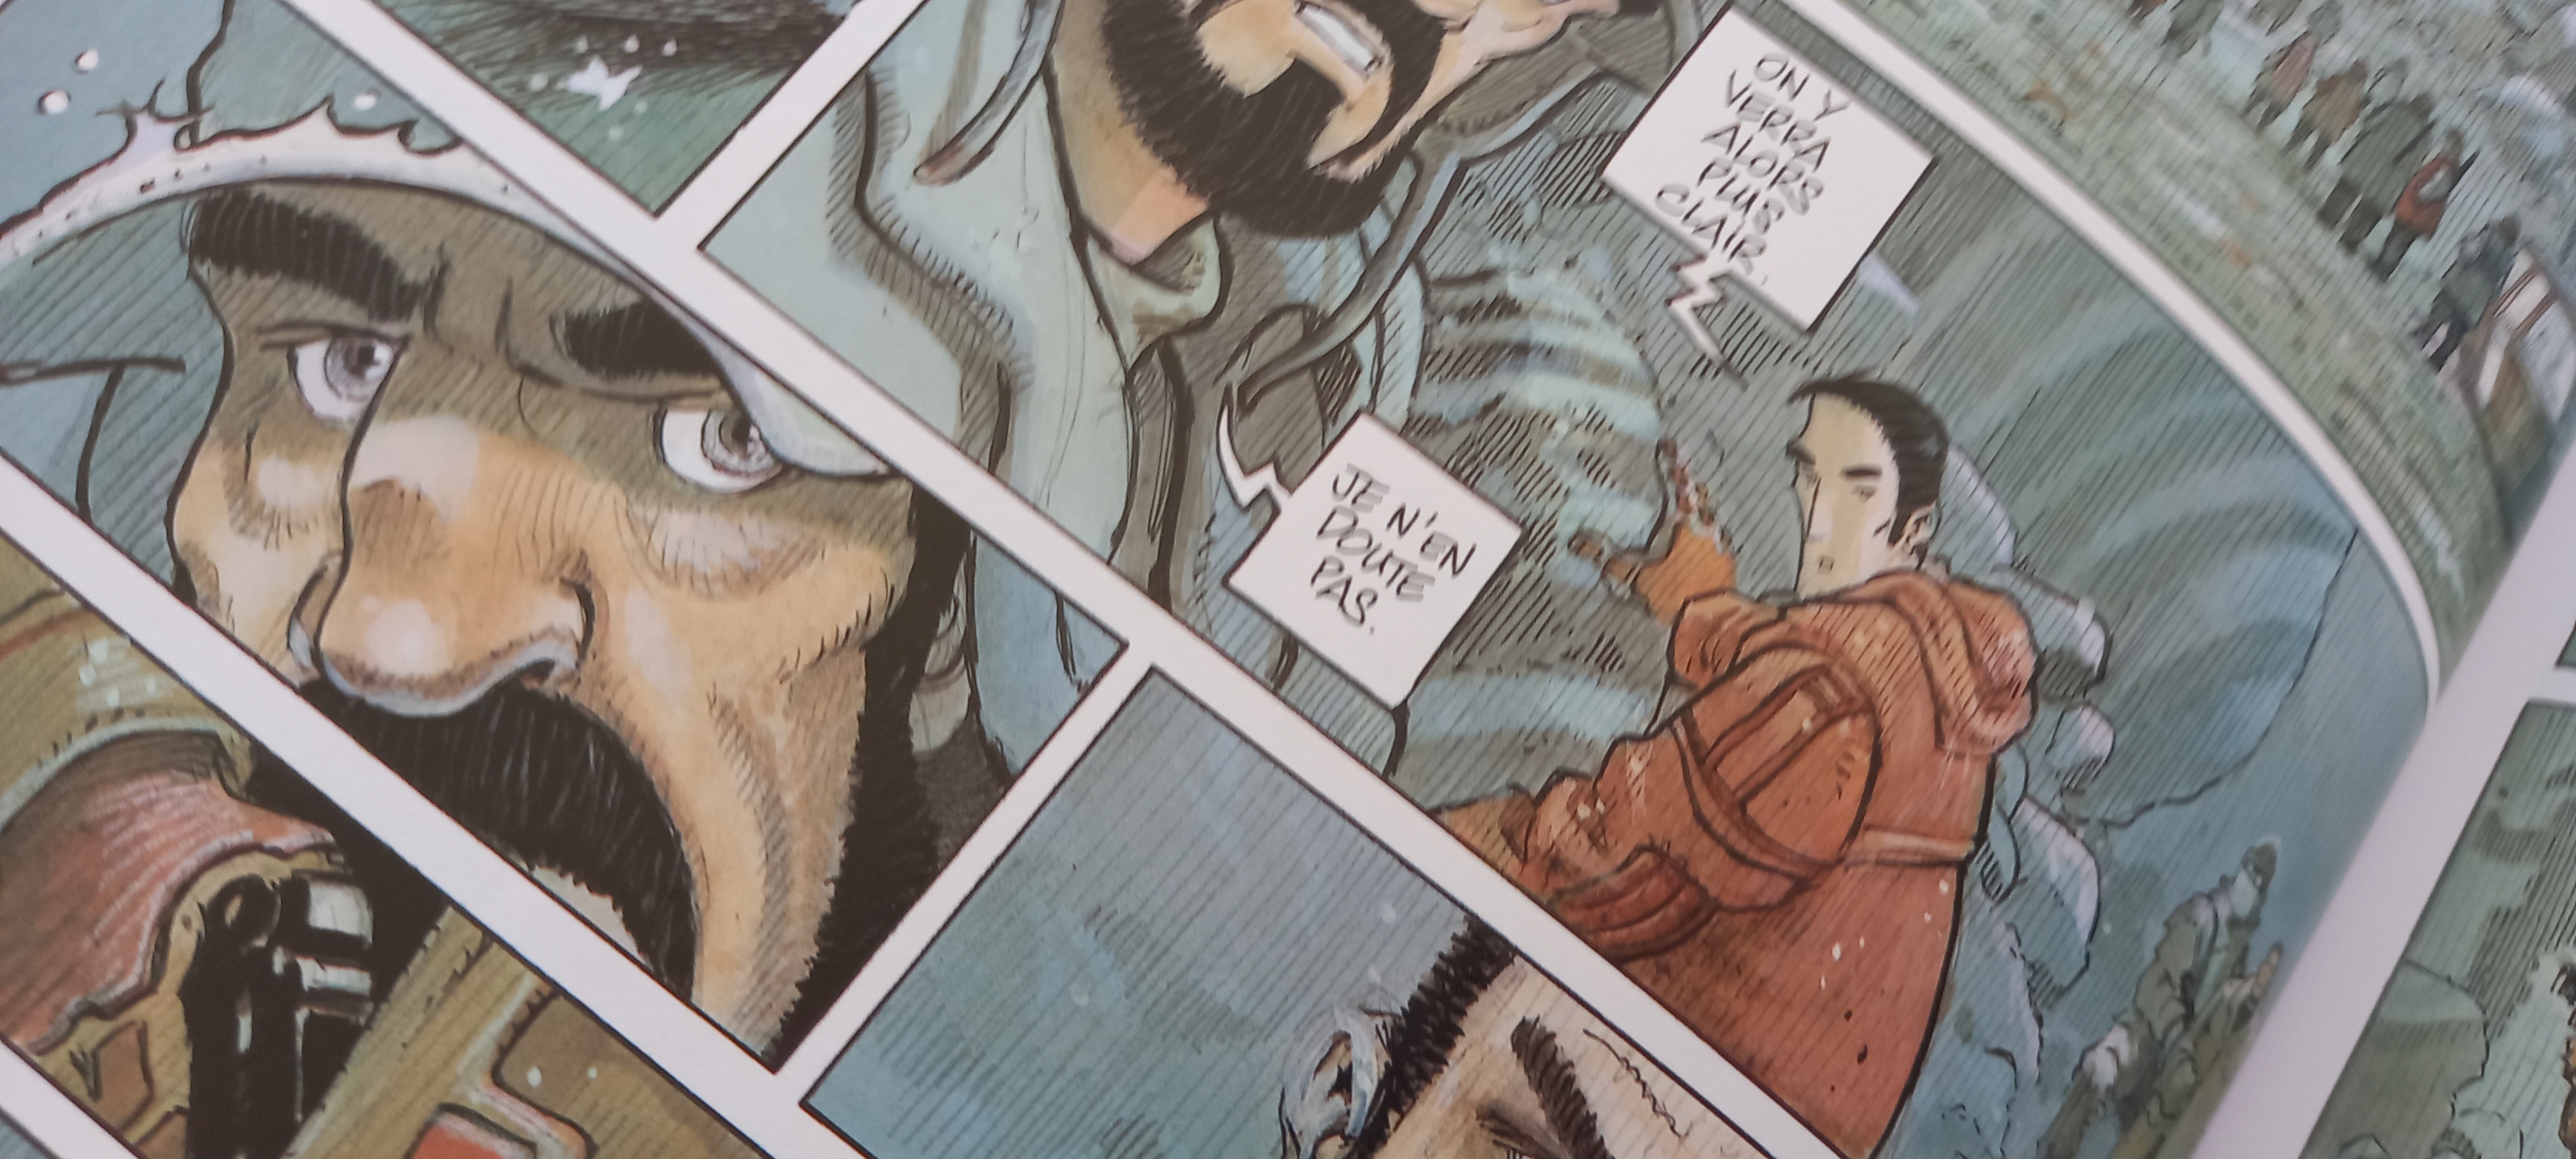 ON Y
VERRA
ALORS
PLUS
CLAIR.
JE N'EN
DOUTE
PAS.